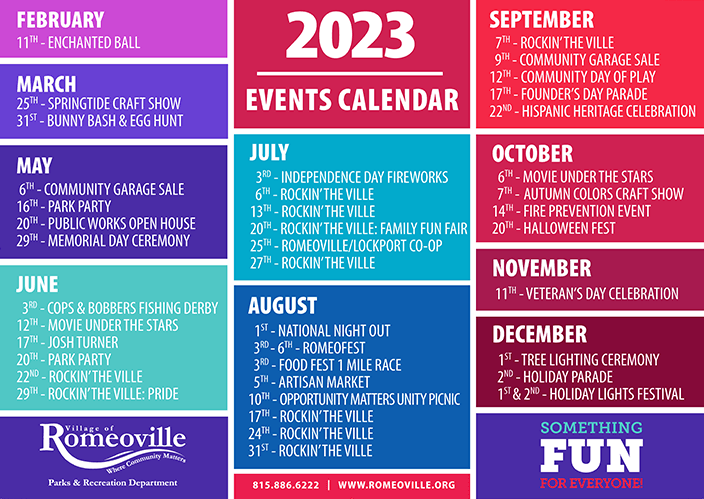 FEBRUARY
11TH - ENCHANTED BALL
MARCH
25TH - SPRINGTIDE CRAFT SHOW
31ST - BUNNY BASH & EGG HUNT
MAY
6TH - COMMUNITY GARAGE SALE
16TH - PARK PARTY
20TH - PUBLIC WORKS OPEN HOUSE
29TH - MEMORIAL DAY CEREMONY
JUNE
3RD - COPS & BOBBERS FISHING DERBY
12TH - MOVIE UNDER THE STARS
17TH - JOSH TURNER
20TH - PARK PARTY
22ND - ROCKIN'THE VILLE
29TH - ROCKIN'THE VILLE: PRIDE
Village of
Romeoville
Where Community Matters
Parks & Recreation Department
2023
EVENTS CALENDAR
JULY
3RD - INDEPENDENCE DAY FIREWORKS
6TH - ROCKIN'THE VILLE
13TH - ROCKIN'THE VILLE
20TH - ROCKIN'THE VILLE: FAMILY FUN FAIR
25TH - ROMEOVILLE/LOCKPORT CO-OP
27TH - ROCKIN'THE VILLE
AUGUST
1ST - NATIONAL NIGHT OUT
3RD - 6TH - ROMEOFEST
3RD - FOOD FEST 1 MILE RACE
5TH - ARTISAN MARKET
10TH - OPPORTUNITY MATTERS UNITY PICNIC
17TH - ROCKIN'THE VILLE
24TH - ROCKIN'THE VILLE
31ST - ROCKIN'THE VILLE
815.886.6222 | WWW.ROMEOVILLE.ORG
SEPTEMBER
7TH - ROCKIN'THE VILLE
9TH - COMMUNITY GARAGE SALE
12TH - COMMUNITY DAY OF PLAY
17TH - FOUNDER'S DAY PARADE
22ND - HISPANIC HERITAGE CELEBRATION
OCTOBER
6TH - MOVIE UNDER THE STARS
7TH - AUTUMN COLORS CRAFT SHOW
14TH - FIRE PREVENTION EVENT
20TH - HALLOWEEN FEST
NOVEMBER
11TH - VETERAN'S DAY CELEBRATION
DECEMBER
1ST - TREE LIGHTING CEREMONY
2ND - HOLIDAY PARADE
1ST & 2ND - HOLIDAY LIGHTS FESTIVAL
SOMETHING
FUN
FOR EVERYONE!